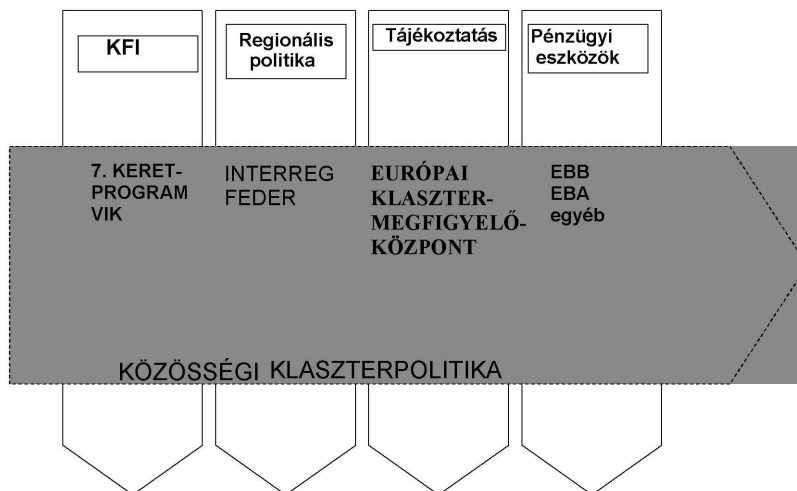 KFI
Regionális
politika
Tájékoztatás
Pénzügyi
eszközök
7. KERET-
PROGRAM
VIK
INTERREG
FEDER
EURÓPAI
KLASZTER-
MEGFIGYELŐ-
KÖZPONT
EBB
EBA
egyéb
KÖZÖSSÉGI KLASZTERPOLITIKA